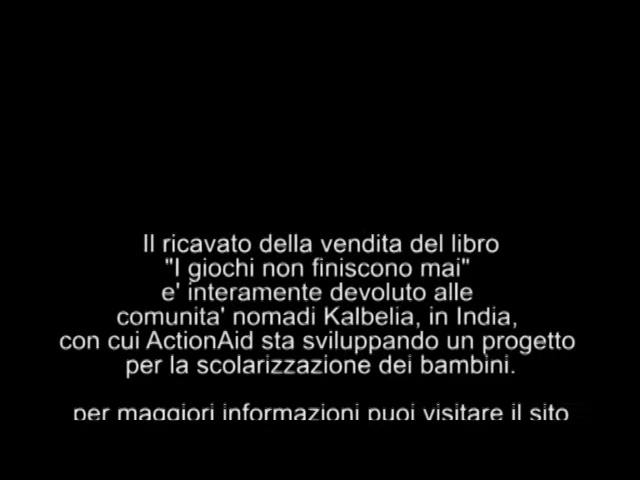 Il ricavato della vendita del libro
"I giochi non finiscono mai"
e' interamente devoluto alle
comunita' nomadi Kalbelia, in India,
con cui ActionAid sta sviluppando un progetto
per la scolarizzazione dei bambini.
per maggiori informazioni puoi visitare il sito